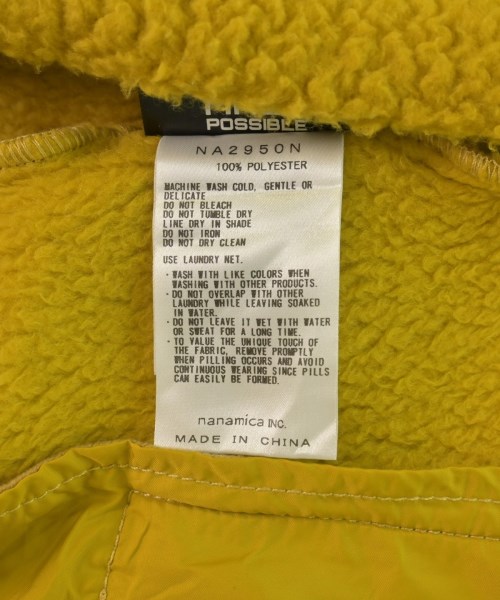 POSSIBLE
NA2950N
100% POLYESTER
MACHINE WASH COLD, GENTLE OR
DELICATE
DO NOT BLEACH
DO NOT TUMBLE DRY
LINE DRY IN SHADE
DO NOT IRON
DO NOT DRY CLEAN
USE LAUNDRY NET.
・WASH WITH LIKE COLORS WHEN
WASHING WITH OTHER PRODUCTS.
・DO NOT OVERLAP WITH OTHER
LAUNDRY WHILE LEAVING SOAKED
IN WATER.
・DO NOT LEAVE IT WET WITH WATER
OR SWEAT FOR A LONG TIME.
・TO VALUE THE UNIQUE TOUCH OF
THE FABRIC, REMOVE PROMPTLY
WHEN PILLING OCCURS AND AVOID
CONTINUOUS WEARING SINCE PILLS
CAN EASILY BE FORMED.
nanamica INC.
MADE IN CHINA